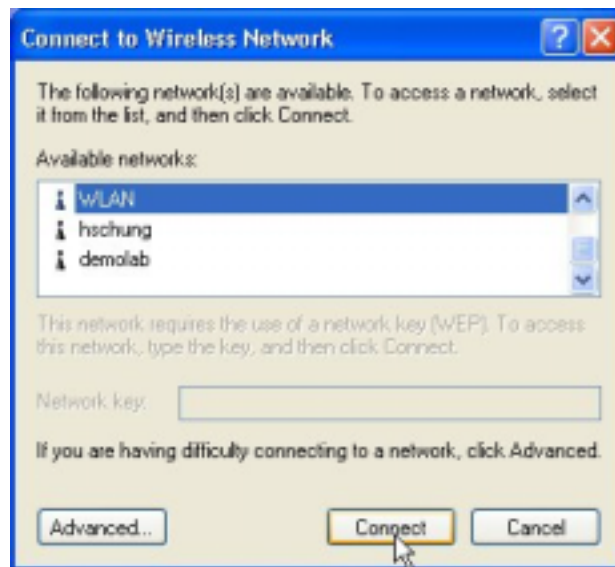 Connect to Wireless Network
The following network(s) are available. To access a network, select
it from the list, and then click Connect.
Available networks:
WLAN
hschung
demolab
This network requires the use of a network key (WEP). To access
this network, type the key, and then click Connect.
Network key:
If you are having difficulty connecting to a network, click Advanced.
Advanced... Connect Cancel